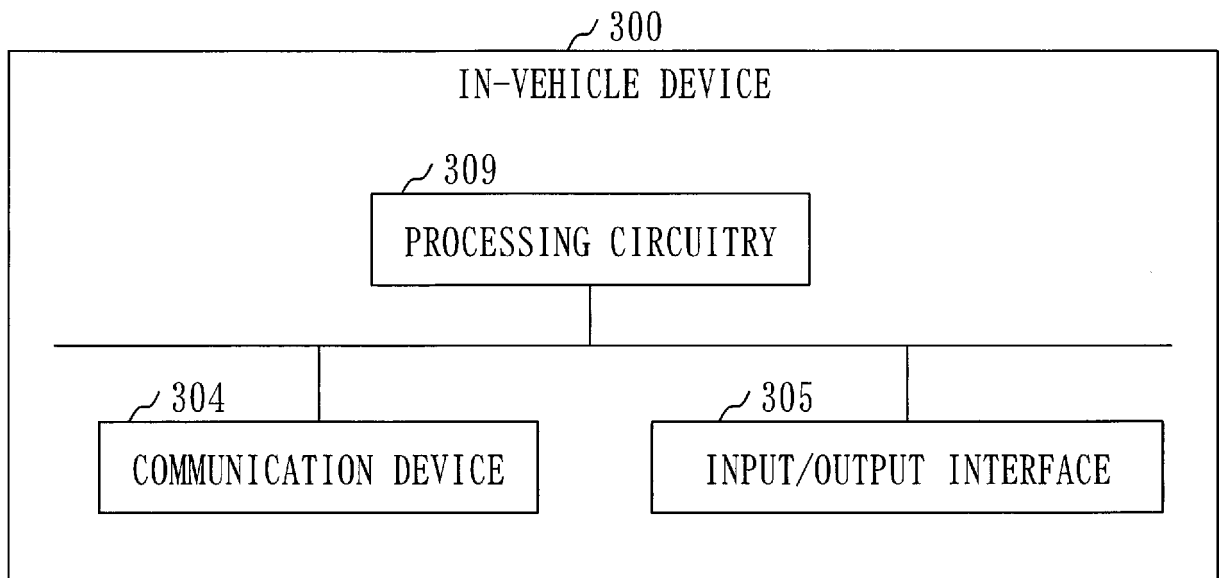 300
IN-VEHICLE DEVICE
309
PROCESSING CIRCUITRY
304
COMMUNICATION DEVICE
305
INPUT/OUTPUT INTERFACE